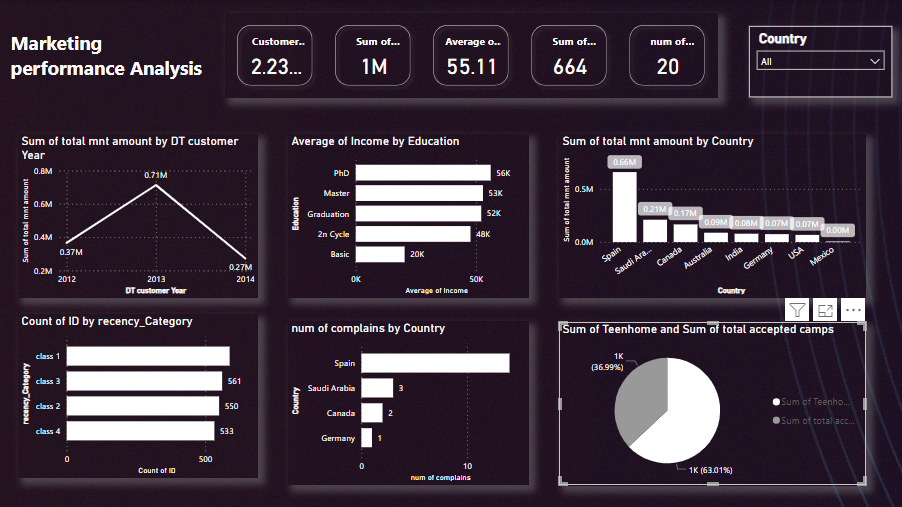 Marketing
performance Analysis
Customer..
2.23...
Sum of...
1M
Average o..
55.11
Sum of...
664
num of...
20
Country
All
Sum of total mnt amount by DT customer
Year
Sum of total mnt amount
0.8M
0.6M
0.4M
0.2M
0.37M
0.71M
0.27M
2012
2013
2014
DT customer Year
Average of Income by Education
Education
PhD
56K
Master
53K
Graduation
52K
2n Cycle
48K
Basic
20K
0K
50K
Average of Income
Sum of total mnt amount by Country
Sum of total mnt amount
0.5M
0.0M
0.66M
0.21M
0.17M
0.09M
0.08M
0.07M
0.07M
0.00M
Spain
Saudi Ara...
Canada
Australia
India
Germany
USA
Mexico
Country
Count of ID by recency_Category
recency_Category
class 1
class 3
561
class 2
550
class 4
533
0
500
Count of ID
num of complains by Country
Country
Spain
Saudi Arabia
3
Canada
2
Germany
1
0
10
num of complains
Sum of Teenhome and Sum of total accepted camps
1K
(36.99%)
1K (63.01%)
Sum of Teenho...
Sum of total acc...